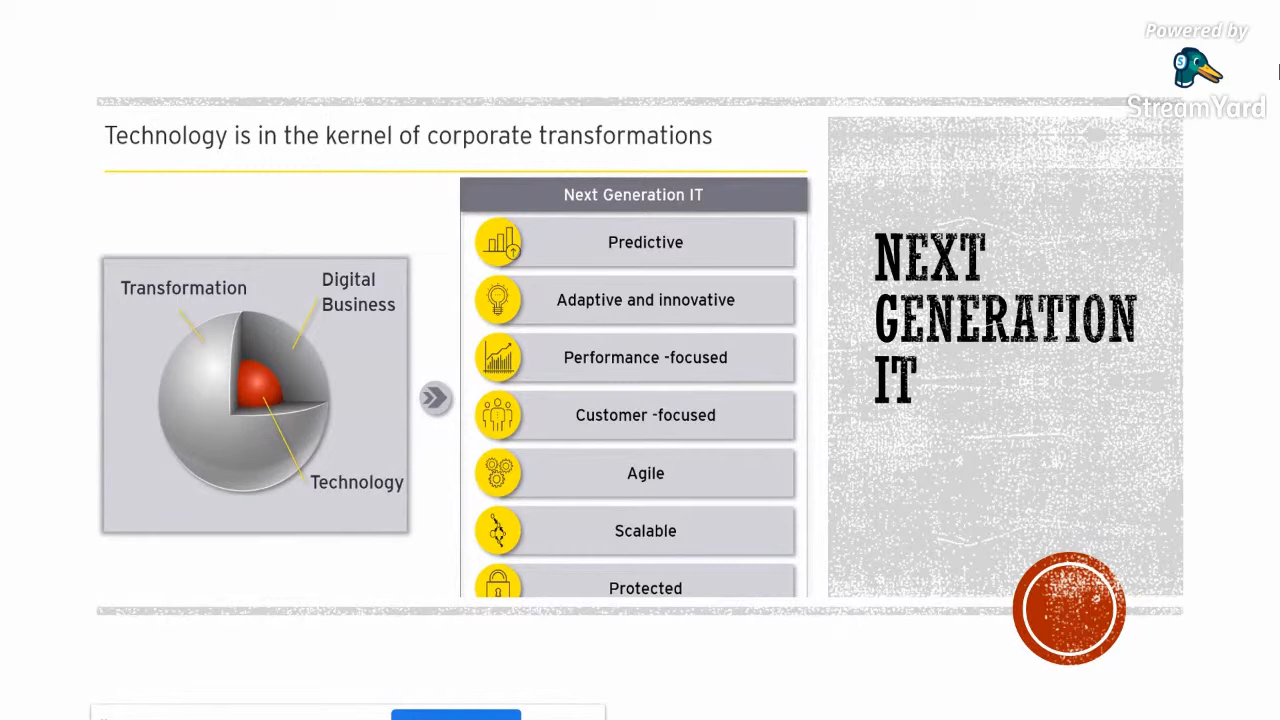 Powered by
StreamYard
Technology is in the kernel of corporate transformations
Transformation
Digital
Business
Technology
Next Generation IT
Predictive
Adaptive and innovative
Performance -focused
Customer -focused
Agile
Scalable
Protected
NEXT
GENERATION
IT